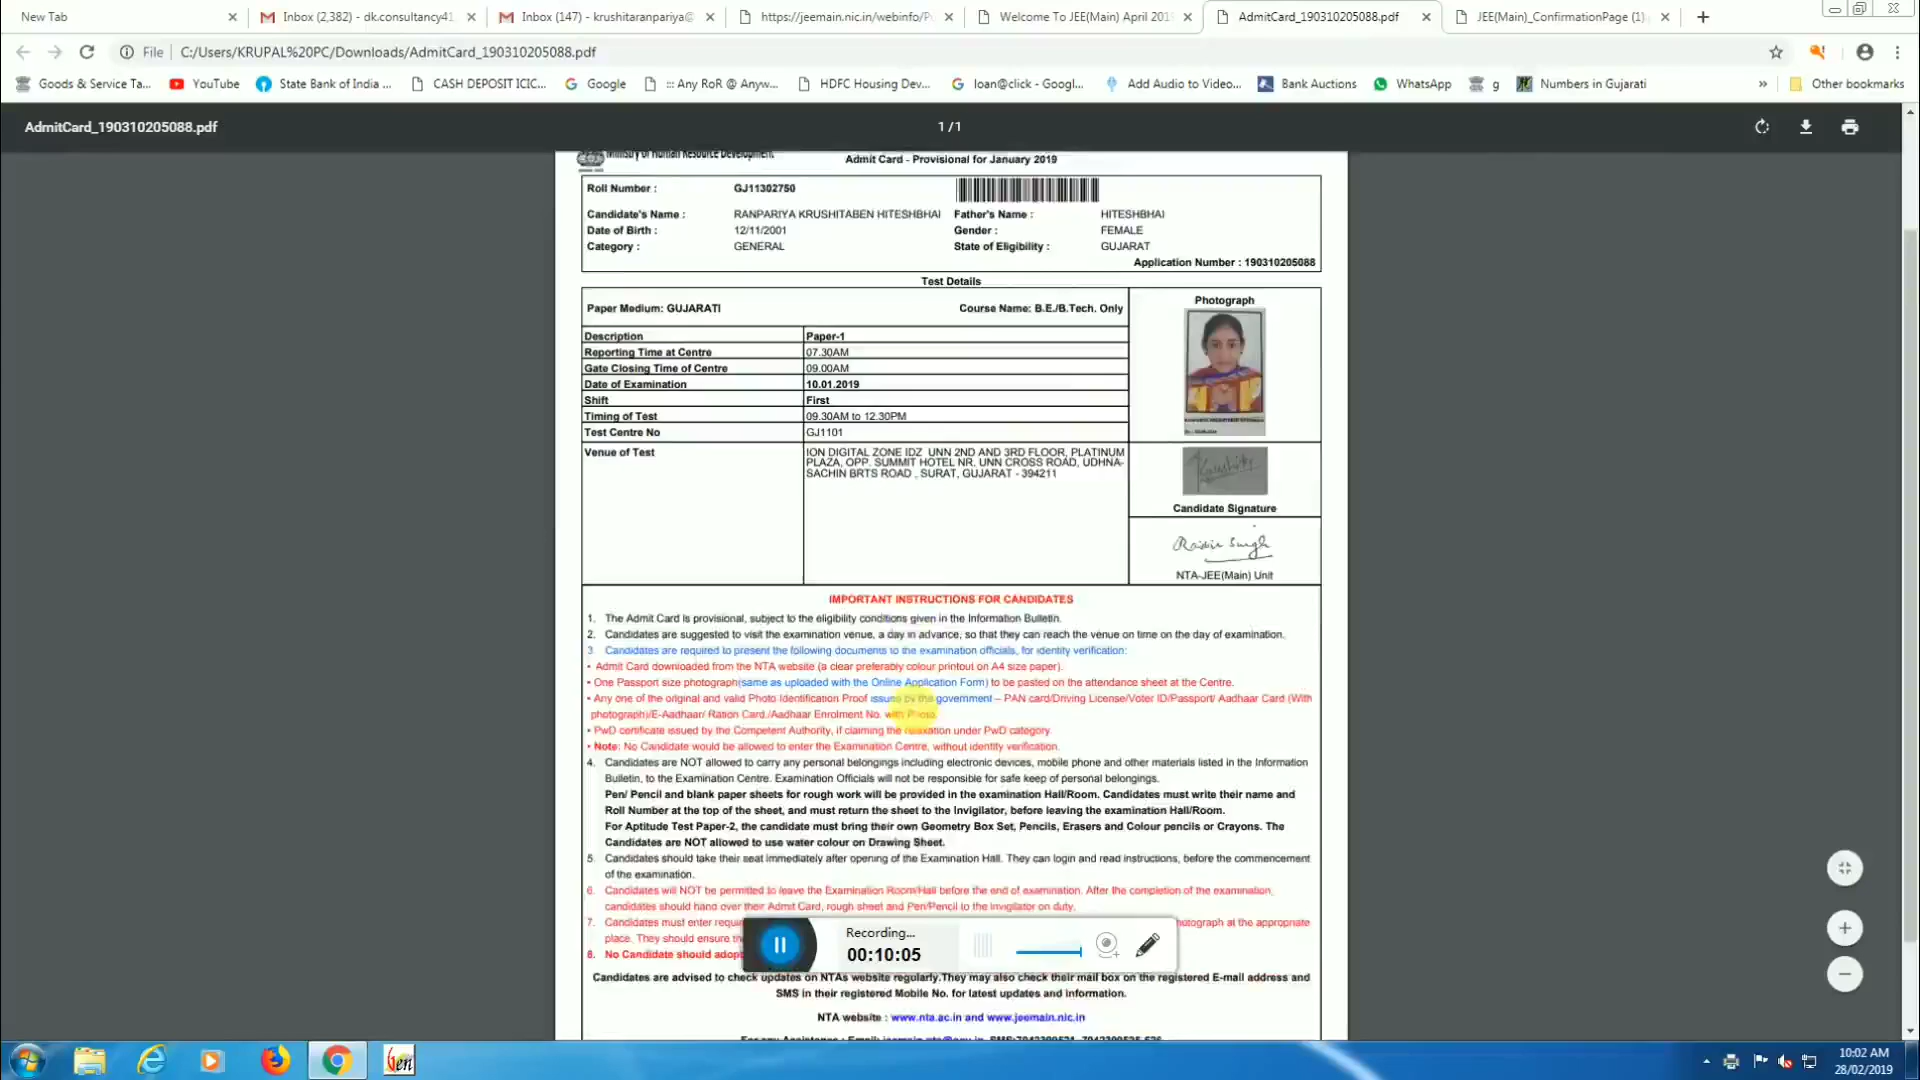 New Tab
Inbox (2,382) - dk.consultancy41
Inbox (147) - krushitaranpariya@
https://jeemain.nic.in/webinfo/Pu
Welcome To JEE(Main) April 2019
AdmitCard_190310205088.pdf
JEE(Main)_ConfirmationPage (1).p
File C:/Users/KRUPAL%20PC/Downloads/AdmitCard_190310205088.pdf
Goods & Service Ta... YouTube State Bank of India ... CASH DEPOSIT ICIC... Google ::: Any RoR @ Anyw... HDFC Housing Dev... loan@click - Googl... Add Audio to Video... Bank Auctions WhatsApp g Numbers in Gujarati » Other bookmarks
AdmitCard_190310205088.pdf 1 / 1
Ministry of Human Resource Development Admit Card - Provisional for January 2019
Roll Number : GJ11302750
Candidate's Name : RANPARIYA KRUSHITABEN HITESHBHAI Father's Name : HITESHBHAI
Date of Birth : 12/11/2001 Gender : FEMALE
Category : GENERAL State of Eligibility : GUJARAT
Application Number : 190310205088
Test Details
Paper Medium: GUJARATI Course Name: B.E./B.Tech. Only
Photograph
Description Paper-1
Reporting Time at Centre 07.30AM
Gate Closing Time of Centre 09.00AM
Date of Examination 10.01.2019
Shift First
Timing of Test 09.30AM to 12.30PM
Test Centre No GJ1101
Venue of Test ION DIGITAL ZONE IDZ UNN 2ND AND 3RD FLOOR, PLATINUM
PLAZA, OPP. SUMMIT HOTEL NR. UNN CROSS ROAD, UDHNA-
SACHIN BRTS ROAD , SURAT, GUJARAT - 394211
Candidate Signature
NTA-JEE(Main) Unit
IMPORTANT INSTRUCTIONS FOR CANDIDATES
1. The Admit Card is provisional, subject to the eligibility conditions given in the Information Bulletin.
2. Candidates are suggested to visit the examination venue, a day in advance, so that they can reach the venue on time on the day of examination.
3. Candidates are required to present the following documents to the examination officials, for identity verification:
• Admit Card downloaded from the NTA website (a clear preferably colour printout on A4 size paper).
• One Passport size photograph(same as uploaded with the Online Application Form) to be pasted on the attendance sheet at the Centre.
• Any one of the original and valid Photo Identification Proof issued by the government – PAN card/Driving License/Voter ID/Passport/ Aadhaar Card (With
photograph)/E-Aadhaar/ Ration Card./Aadhaar Enrolment No. with Photo.
• PwD certificate issued by the Competent Authority, if claiming the relaxation under PwD category.
• Note: No Candidate would be allowed to enter the Examination Centre, without identity verification.
4. Candidates are NOT allowed to carry any personal belongings including electronic devices, mobile phone and other materials listed in the Information
Bulletin, to the Examination Centre. Examination Officials will not be responsible for safe keep of personal belongings.
Pen/ Pencil and blank paper sheets for rough work will be provided in the examination Hall/Room. Candidates must write their name and
Roll Number at the top of the sheet, and must return the sheet to the Invigilator, before leaving the examination Hall/Room.
For Aptitude Test Paper-2, the candidate must bring their own Geometry Box Set, Pencils, Erasers and Colour pencils or Crayons. The
Candidates are NOT allowed to use water colour on Drawing Sheet.
5. Candidates should take their seat immediately after opening of the Examination Hall. They can login and read instructions, before the commencement
of the examination.
6. Candidates will NOT be permitted to leave the Examination Room/Hall before the end of examination. After the completion of the examination,
candidates should hand over their Admit Card, rough sheet and Pen/Pencil to the Invigilator on duty.
7. Candidates must enter requir hotograph at the appropriate
place. They should ensure th
8. No Candidate should adop
Recording...
00:10:05
Candidates are advised to check updates on NTAs website regularly.They may also check their mail box on the registered E-mail address and
SMS in their registered Mobile No. for latest updates and information.
NTA website : www.nta.ac.in and www.jeemain.nic.in
Gen
10:02 AM
28/02/2019